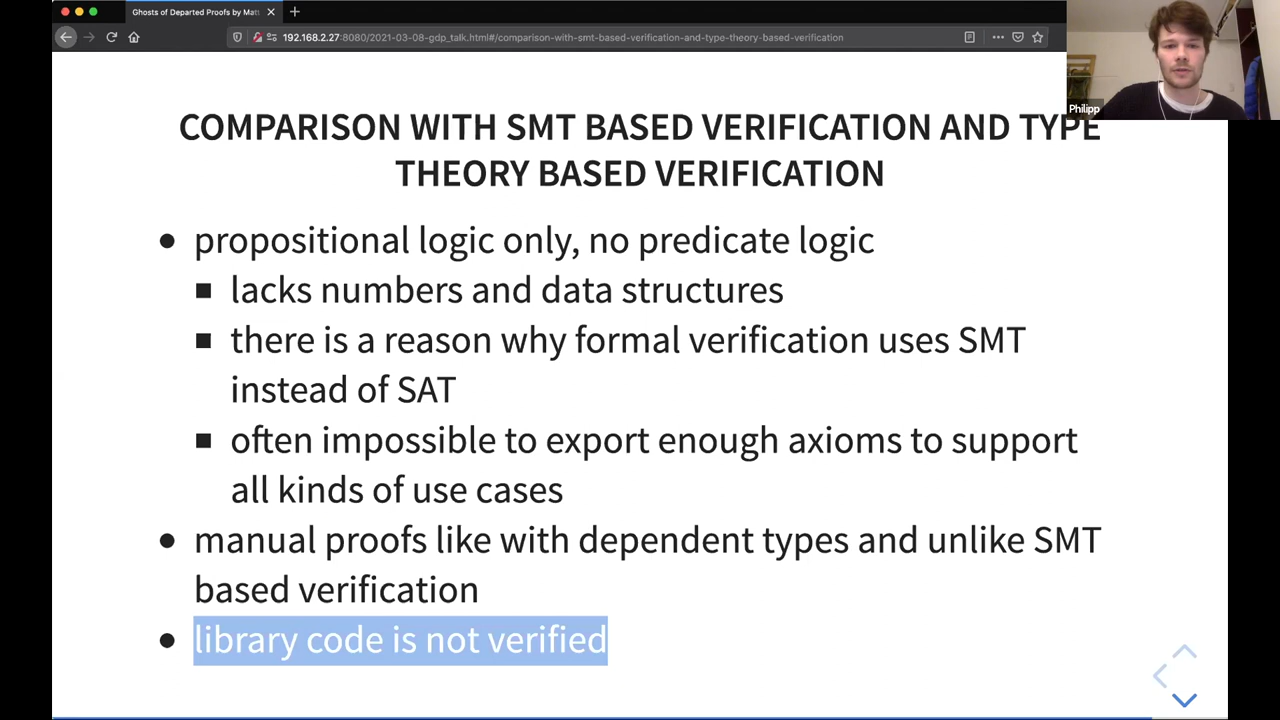 Ghosts of Departed Proofs by Mat
192.168.2.27:8080/2021-03-08-gdp_talk.html#/comparison-with-smt-based-verification-and-type-theory-based-verification
Philipp
COMPARISON WITH SMT BASED VERIFICATION AND TYPE
THEORY BASED VERIFICATION
propositional logic only, no predicate logic
lacks numbers and data structures
there is a reason why formal verification uses SMT
instead of SAT
often impossible to export enough axioms to support
all kinds of use cases
manual proofs like with dependent types and unlike SMT
based verification
library code is not verified